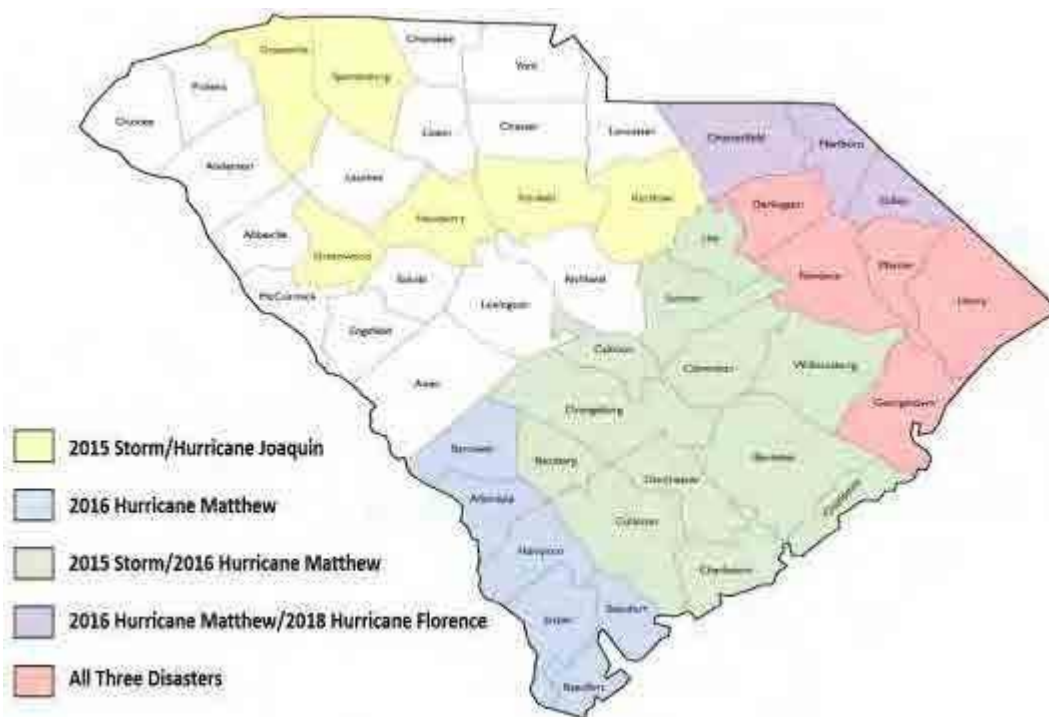 Cherokee
Greenville
York
Spartanburg
Pickens
Oconee
Union
Chester
Lancaster
Chesterfield
Marlboro
Anderson
Laurens
Dillon
Fairfield
Kershaw
Darlington
Newberry
Abbeville
Lee
Marion
Greenwood
Florence
Horry
Saluda
Richland
McCormick
Sumter
Lexington
Edgefield
Calhoun
Clarendon
Williamsburg
Aiken
Georgetown
Orangeburg
2015 Storm/Hurricane Joaquin
Barnwell
Bamberg
Berkeley
Dorchester
2016 Hurricane Matthew
Allendale
Charleston
Colleton
Hampton
2015 Storm/2016 Hurricane Matthew
Charleston
Beaufort
2016 Hurricane Matthew/2018 Hurricane Florence
Jasper
All Three Disasters
Beaufort